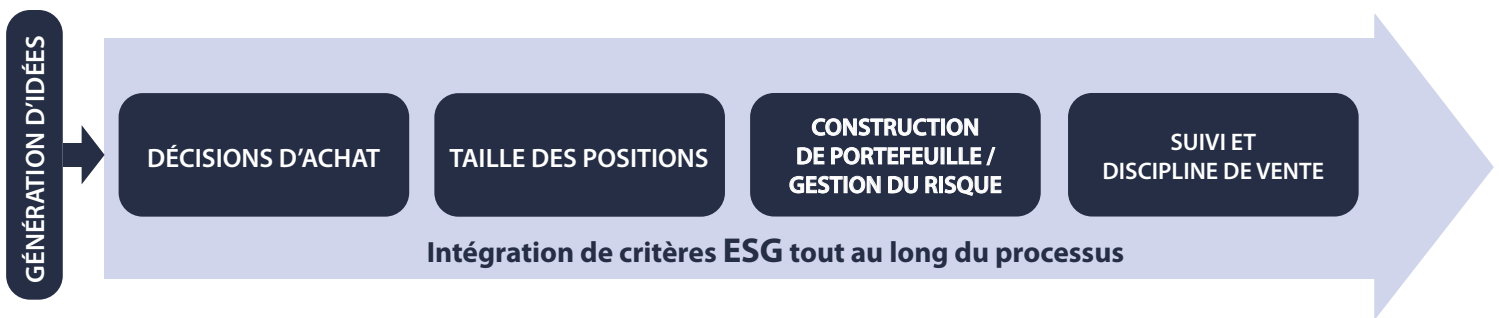 GÉNÉRATION D’IDÉES
DÉCISIONS D’ACHAT
TAILLE DES POSITIONS
CONSTRUCTION
DE PORTEFEUILLE /
GESTION DU RISQUE
SUIVI ET
DISCIPLINE DE VENTE
Intégration de critères ESG tout au long du processus